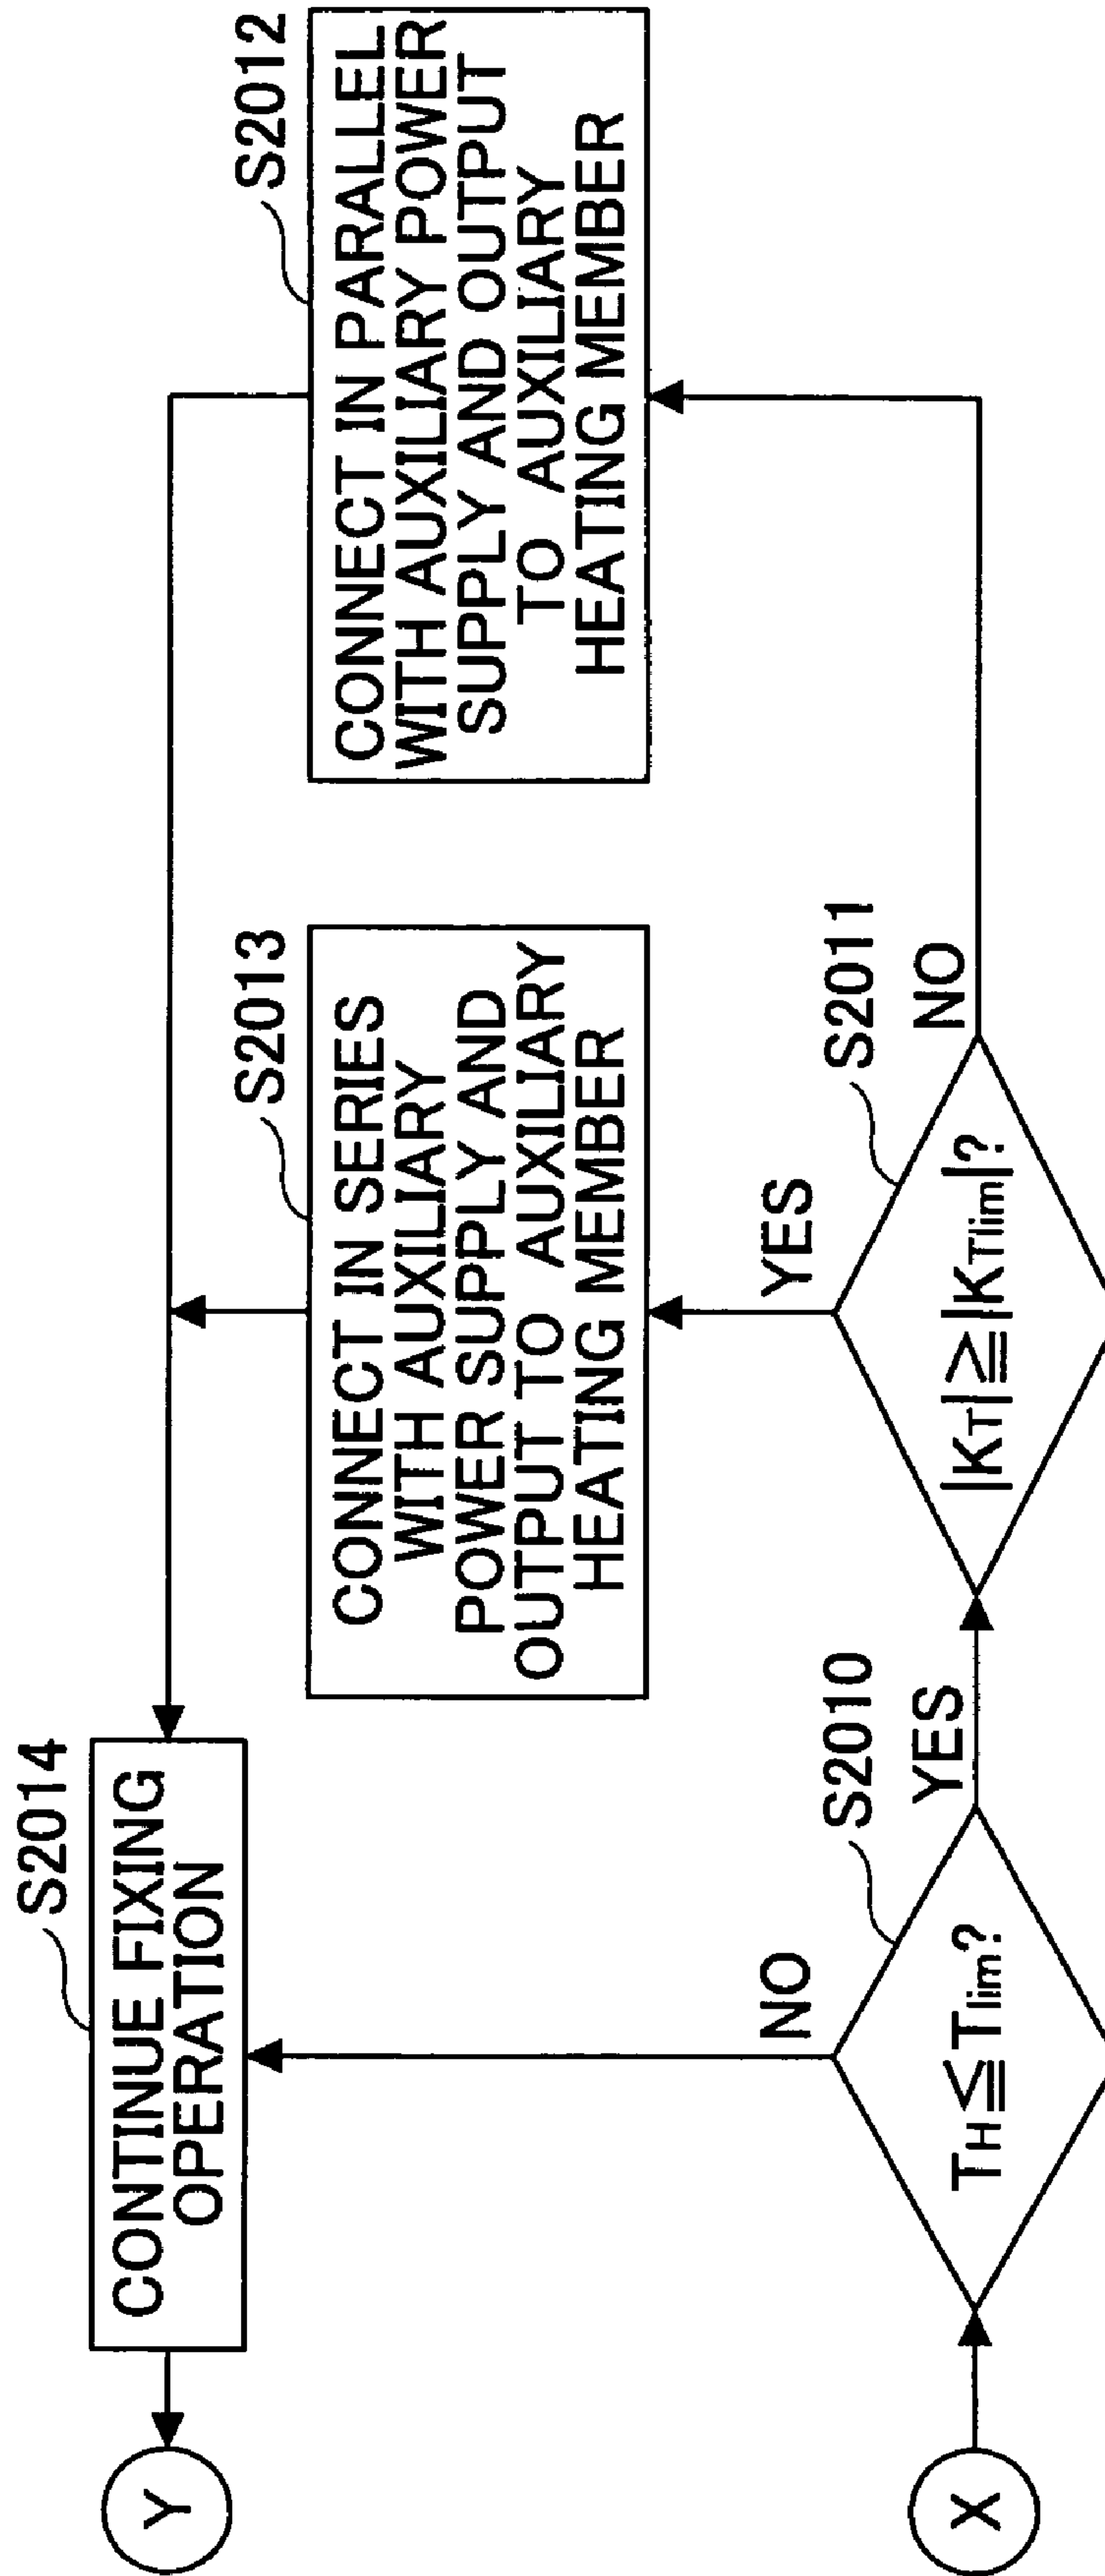 S2014
CONTINUE FIXING
OPERATION
Y
S2013
CONNECT IN SERIES
WITH AUXILIARY
POWER SUPPLY AND
OUTPUT TO AUXILIARY
HEATING MEMBER
S2012
CONNECT IN PARALLEL
WITH AUXILIARY POWER
SUPPLY AND OUTPUT
TO AUXILIARY
HEATING MEMBER
X
S2010
TH≦Tlim?
NO
YES
S2011
|KT|≧|KTlim|?
YES
NO